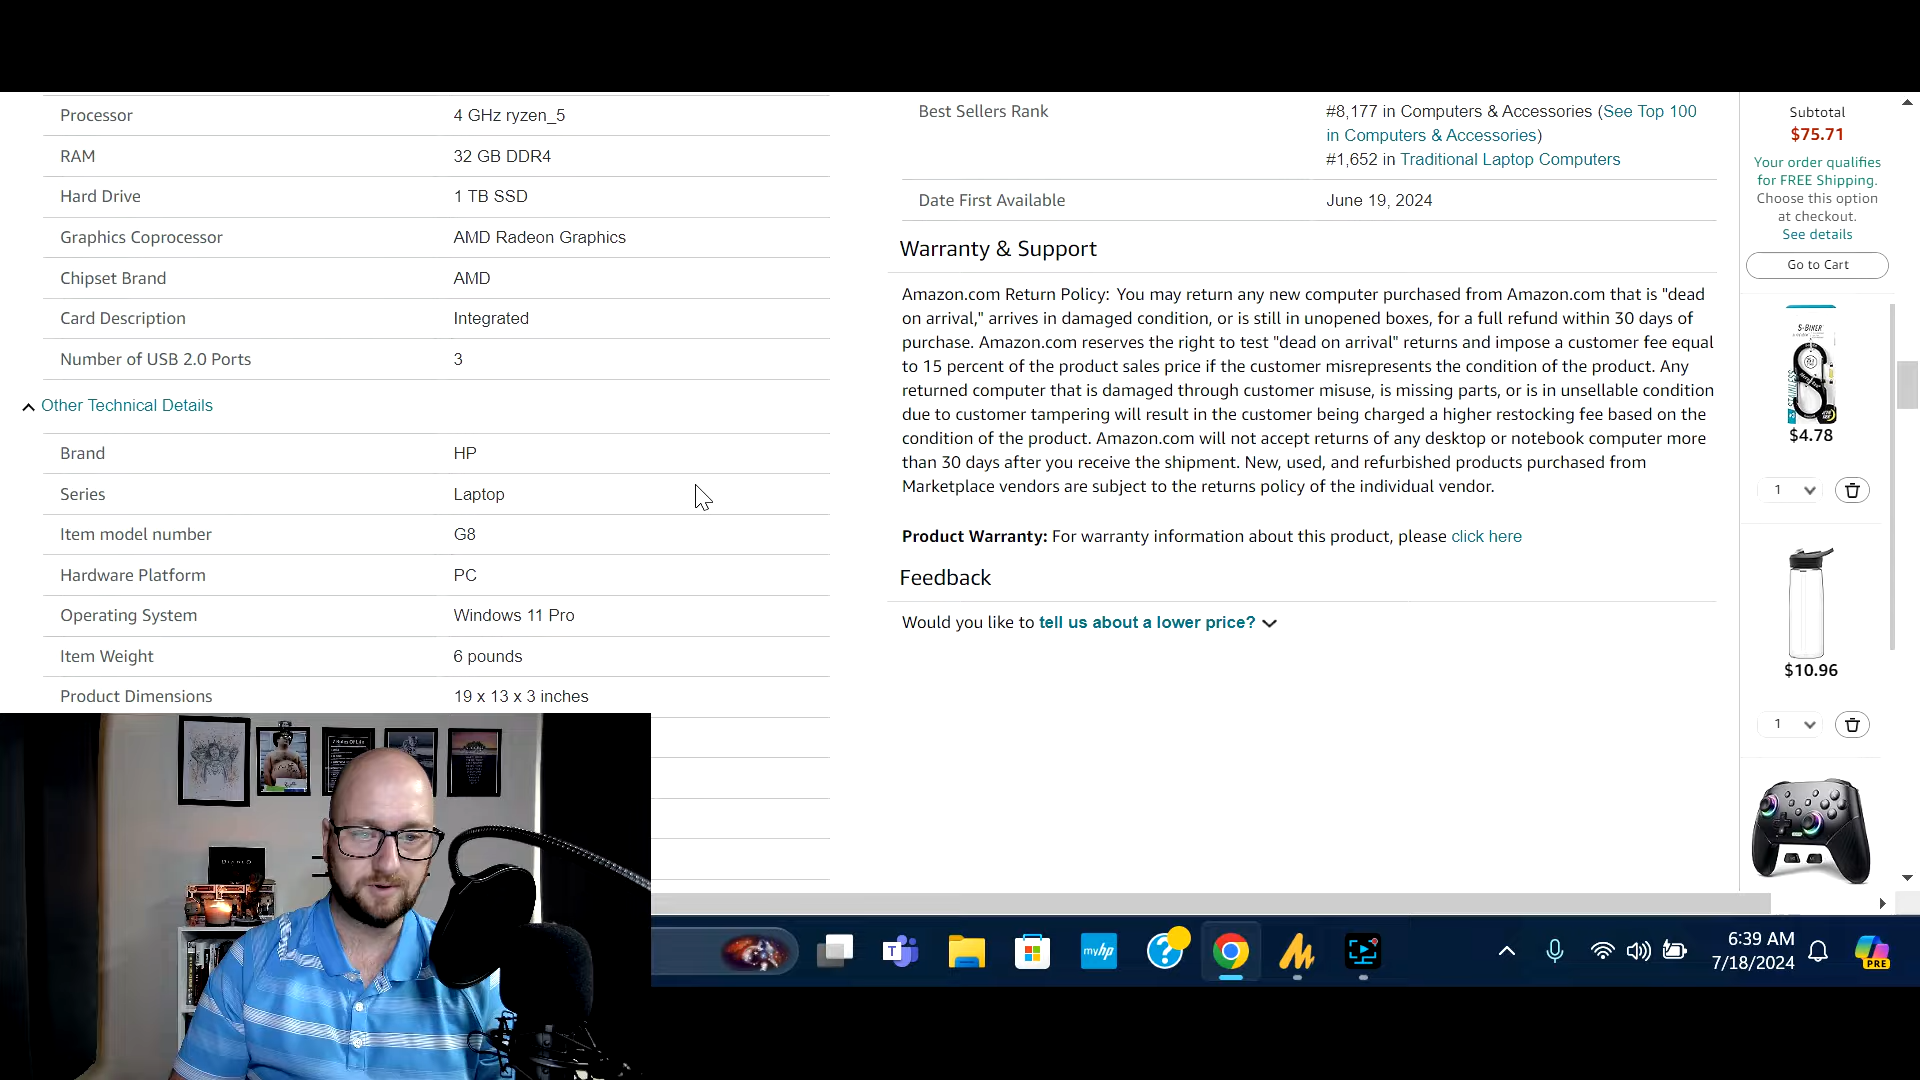 Processor 4 GHz ryzen_5
RAM 32 GB DDR4
Hard Drive 1 TB SSD
Graphics Coprocessor AMD Radeon Graphics
Chipset Brand AMD
Card Description Integrated
Number of USB 2.0 Ports 3
Other Technical Details
Brand HP
Series Laptop
Item model number G8
Hardware Platform PC
Operating System Windows 11 Pro
Item Weight 6 pounds
Product Dimensions 19 x 13 x 3 inches
Best Sellers Rank #8,177 in Computers & Accessories (See Top 100
in Computers & Accessories)
#1,652 in Traditional Laptop Computers
Date First Available June 19, 2024
Warranty & Support
Amazon.com Return Policy: You may return any new computer purchased from Amazon.com that is "dead
on arrival," arrives in damaged condition, or is still in unopened boxes, for a full refund within 30 days of
purchase. Amazon.com reserves the right to test "dead on arrival" returns and impose a customer fee equal
to 15 percent of the product sales price if the customer misrepresents the condition of the product. Any
returned computer that is damaged through customer misuse, is missing parts, or is in unsellable condition
due to customer tampering will result in the customer being charged a higher restocking fee based on the
condition of the product. Amazon.com will not accept returns of any desktop or notebook computer more
than 30 days after you receive the shipment. New, used, and refurbished products purchased from
Marketplace vendors are subject to the returns policy of the individual vendor.
Product Warranty: For warranty information about this product, please click here
Feedback
Would you like to tell us about a lower price?
Subtotal
$75.71
Your order qualifies
for FREE Shipping.
Choose this option
at checkout.
See details
Go to Cart
S-BINER
$4.78
1
$10.96
1
DIABLO
T
myhp
?
6:39 AM
7/18/2024
PRE